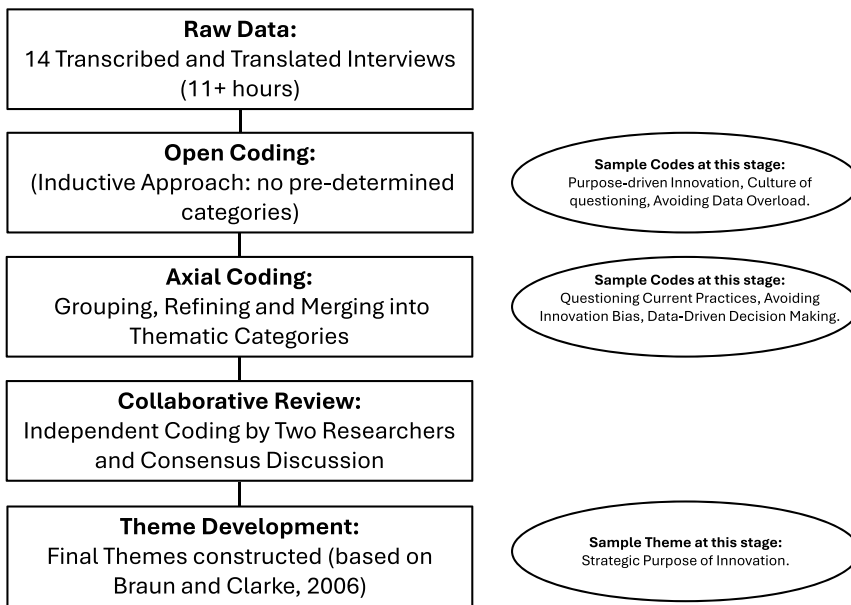 Raw Data:
14 Transcribed and Translated Interviews
(11+ hours)
Open Coding:
(Inductive Approach: no pre-determined
categories)
Sample Codes at this stage:
Purpose-driven Innovation, Culture of
questioning, Avoiding Data Overload.
Axial Coding:
Grouping, Refining and Merging into
Thematic Categories
Sample Codes at this stage:
Questioning Current Practices, Avoiding
Innovation Bias, Data-Driven Decision Making.
Collaborative Review:
Independent Coding by Two Researchers
and Consensus Discussion
Theme Development:
Final Themes constructed (based on
Braun and Clarke, 2006)
Sample Theme at this stage:
Strategic Purpose of Innovation.